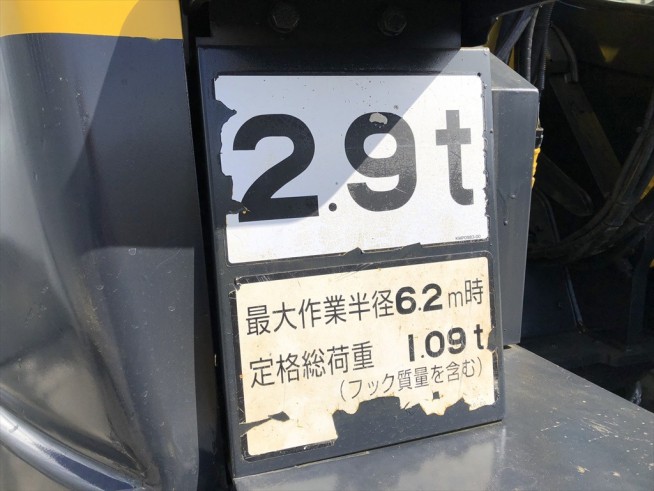 2.9t
最大作業半径6.2m時
定格総荷重 1.09t
(フック質量を含む)